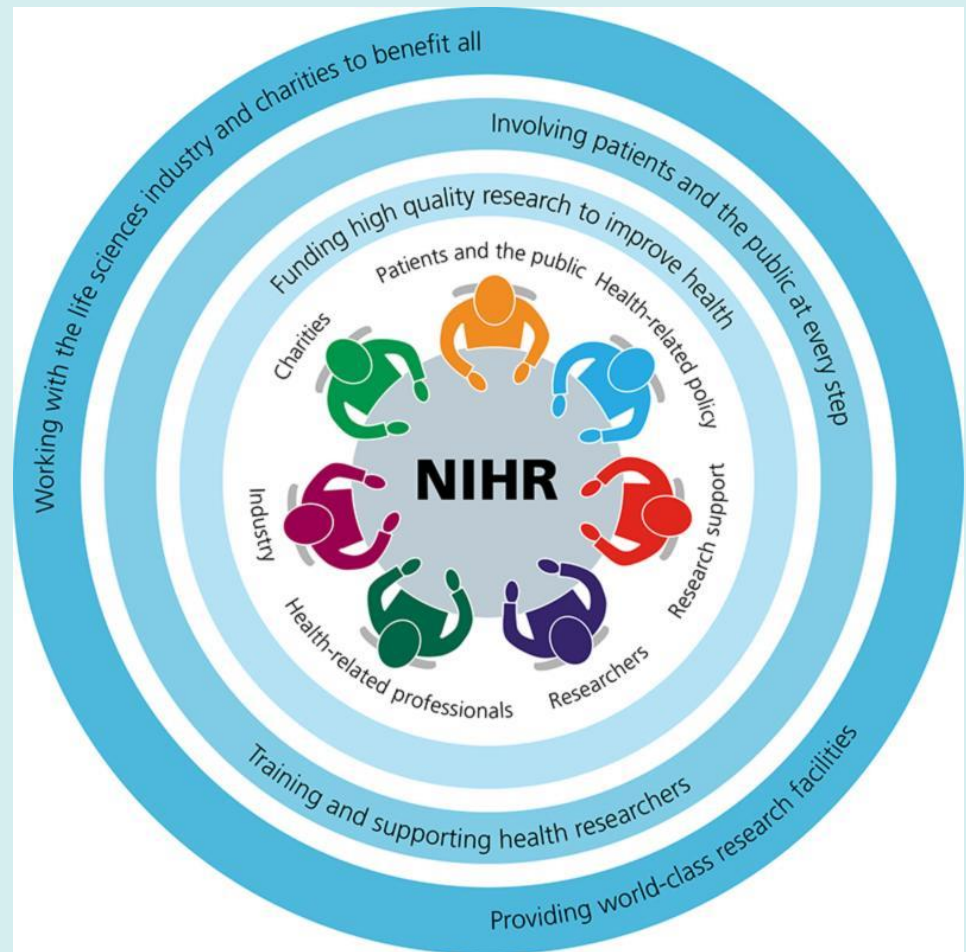 Working with the life sciences industry and charities to benefit all
Involving patients and the public at every step
Funding high quality research to improve health
Patients and the public
Health-related policy
Charities
NIHR
Research support
Industry
Researchers
Health-related professionals
Training and supporting health researchers
Providing world-class research facilities